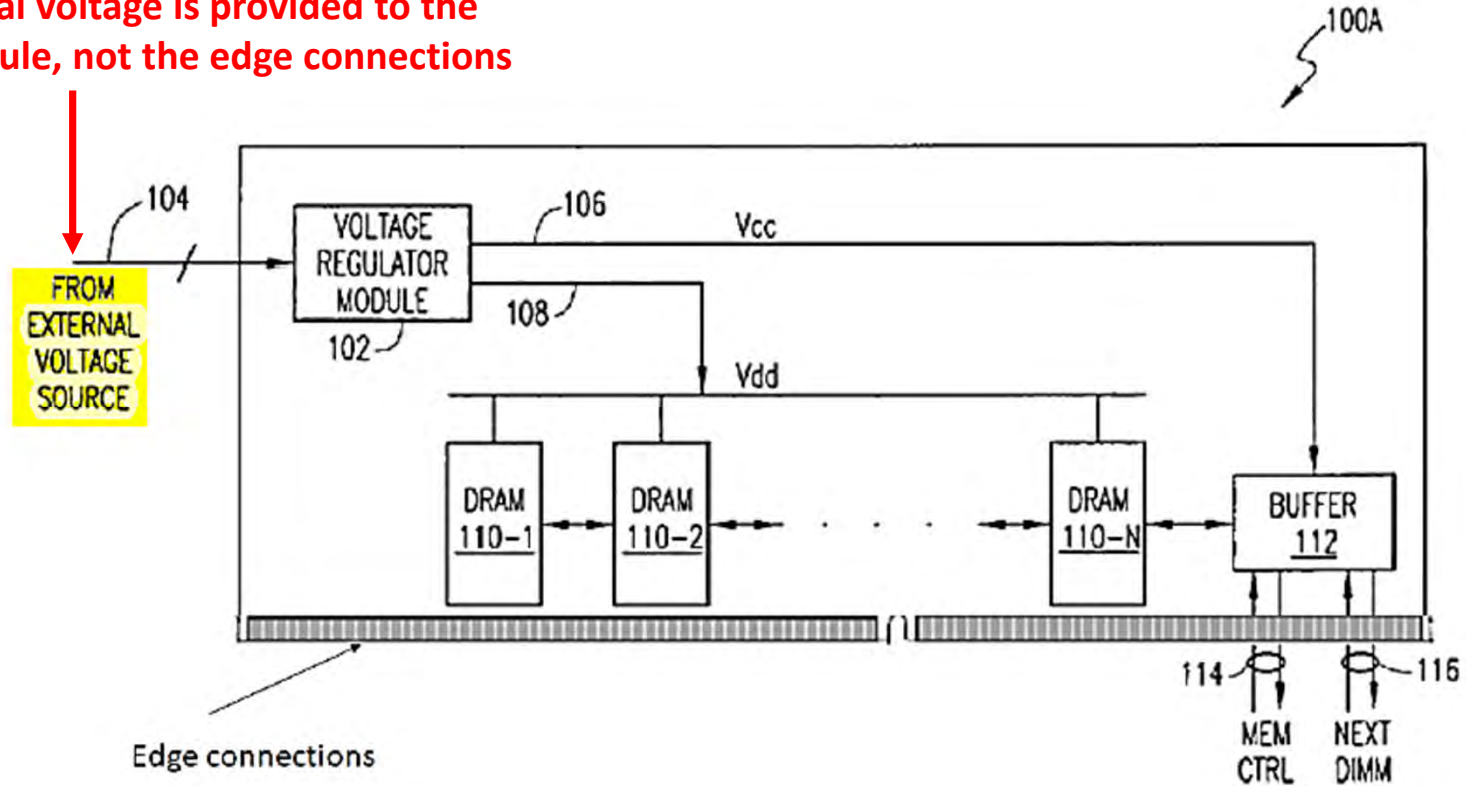 al voltage is provided to the
ule, not the edge connections
100A
104
VOLTAGE
REGULATOR
MODULE
102
106
Vcc
108
Vdd
FROM
EXTERNAL
VOLTAGE
SOURCE
DRAM
110-1
DRAM
110-2
. . .
DRAM
110-N
BUFFER
112
114
116
MEM
CTRL
NEXT
DIMM
Edge connections